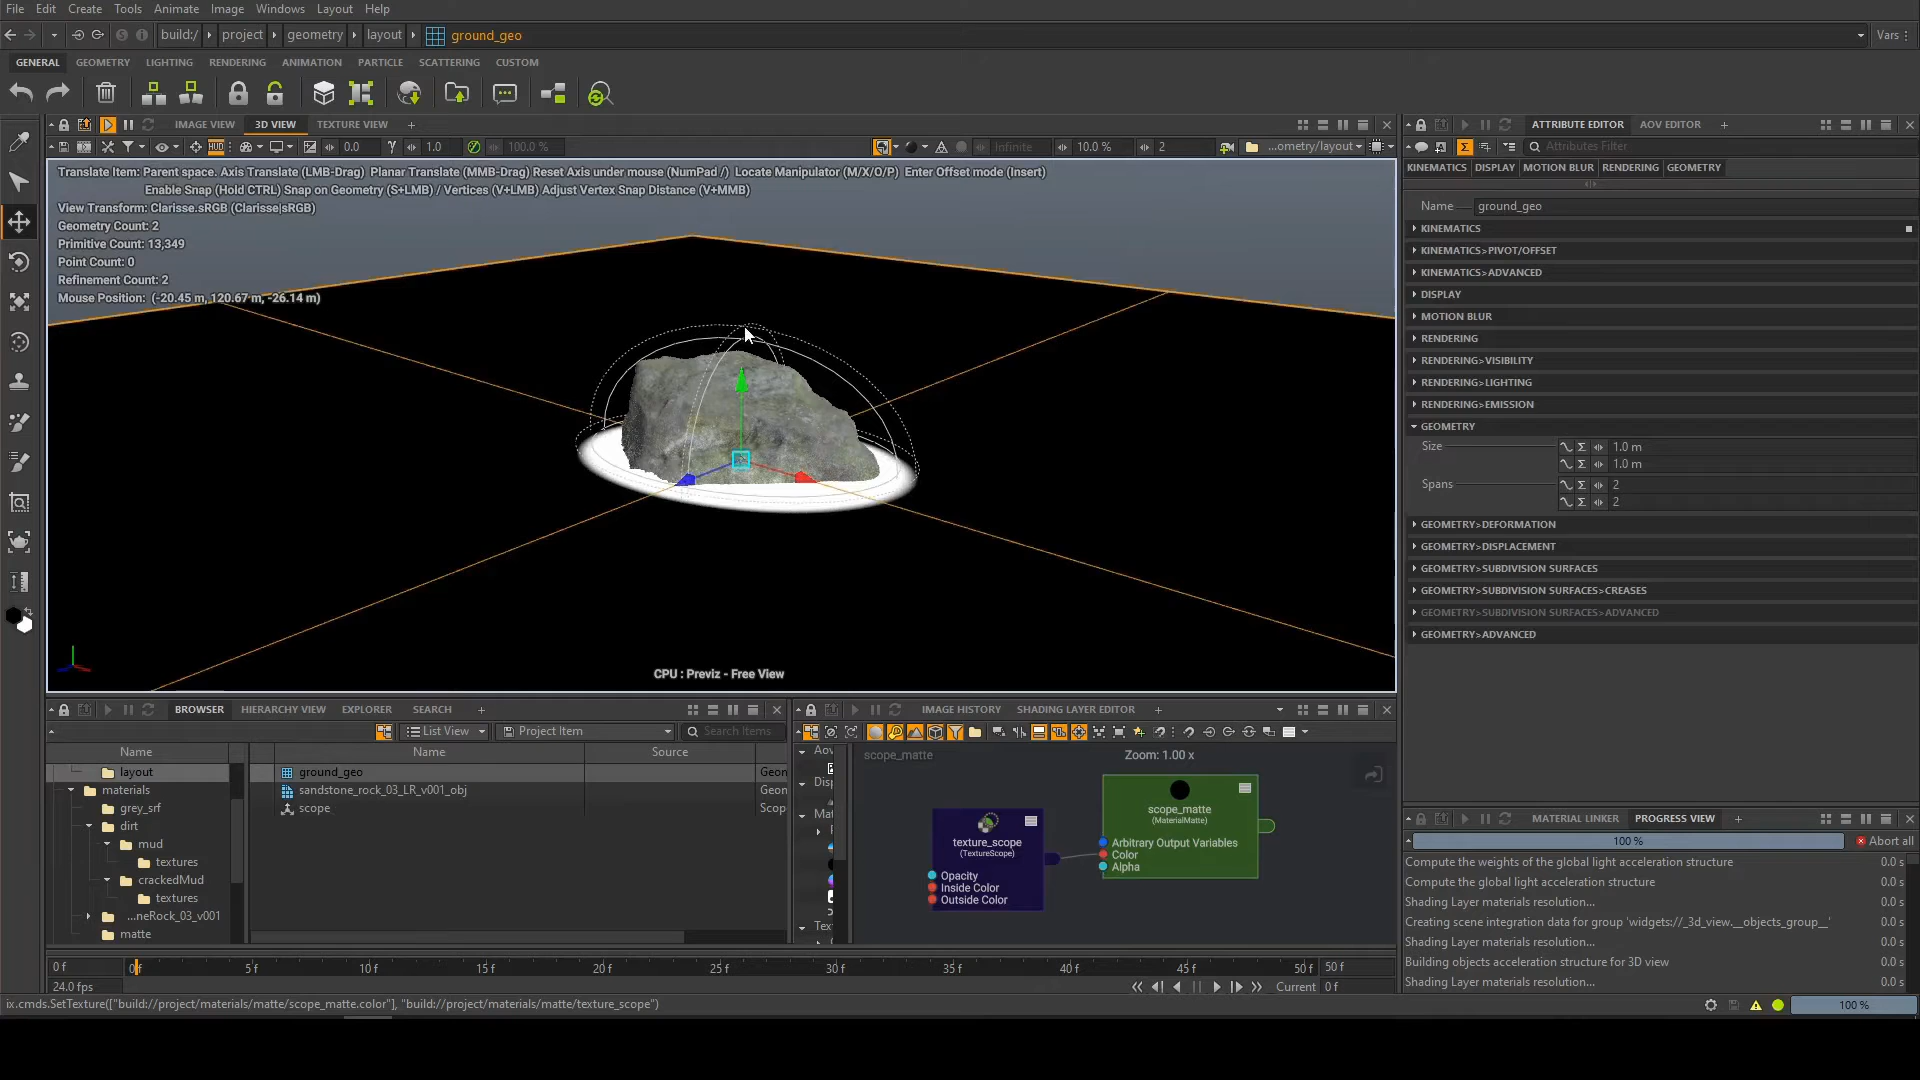 File Edit Create Tools Animate Image Windows Layout Help
build:/ project geometry layout ground_geo Vars
GENERAL GEOMETRY LIGHTING RENDERING ANIMATION PARTICLE SCATTERING CUSTOM
IMAGE VIEW 3D VIEW TEXTURE VIEW +
HUD 0.0 γ 1.0 100.0 % Infinite 10.0 % 2 ...ometry/layout
Translate Item: Parent space. Axis Translate (LMB-Drag) Planar Translate (MMB-Drag) Reset Axis under mouse (NumPad /) Locate Manipulator (M/X/O/P) Enter Offset mode (Insert)
Enable Snap (Hold CTRL) Snap on Geometry (S+LMB) / Vertices (V+LMB) Adjust Vertex Snap Distance (V+MMB)
View Transform: Clarisse.sRGB (Clarisse|sRGB)
Geometry Count: 2
Primitive Count: 13,349
Point Count: 0
Refinement Count: 2
Mouse Position: (-20.45 m, 120.67 m, -26.14 m)
CPU : Previz - Free View
ATTRIBUTE EDITOR AOV EDITOR +
Attributes Filter
KINEMATICS DISPLAY MOTION BLUR RENDERING GEOMETRY
Name ground_geo
KINEMATICS
KINEMATICS>PIVOT/OFFSET
KINEMATICS>ADVANCED
DISPLAY
MOTION BLUR
RENDERING
RENDERING>VISIBILITY
RENDERING>LIGHTING
RENDERING>EMISSION
GEOMETRY
Size 1.0 m
1.0 m
Spans 2
2
GEOMETRY>DEFORMATION
GEOMETRY>DISPLACEMENT
GEOMETRY>SUBDIVISION SURFACES
GEOMETRY>SUBDIVISION SURFACES>CREASES
GEOMETRY>SUBDIVISION SURFACES>ADVANCED
GEOMETRY>ADVANCED
BROWSER HIERARCHY VIEW EXPLORER SEARCH +
List View Project Item Search Items
Name
layout
materials
grey_srf
dirt
mud
textures
crackedMud
textures
...neRock_03_v001
matte
Name Source
ground_geo Geon
sandstone_rock_03_LR_v001_obj Geon
scope Scop
IMAGE HISTORY SHADING LAYER EDITOR +
Aov
Disp
Mat
Tex
scope_matte Zoom: 1.00 x
texture_scope
(TextureScope)
Opacity
Inside Color
Outside Color
scope_matte
(MaterialMatte)
Arbitrary Output Variables
Color
Alpha
MATERIAL LINKER PROGRESS VIEW +
100 % Abort all
Compute the weights of the global light acceleration structure 0.0 s
Compute the global light acceleration structure 0.0 s
Shading Layer materials resolution... 0.0 s
Creating scene integration data for group 'widgets://_3d_view.__objects_group__' 0.0 s
Shading Layer materials resolution... 0.0 s
Building objects acceleration structure for 3D view 0.0 s
Shading Layer materials resolution... 0.0 s
0 f 0 f 5 f 10 f 15 f 20 f 25 f 30 f 35 f 40 f 45 f 50 f 50 f
24.0 fps Current 0 f
ix.cmds.SetTexture(["build://project/materials/matte/scope_matte.color"], "build://project/materials/matte/texture_scope")
100 %